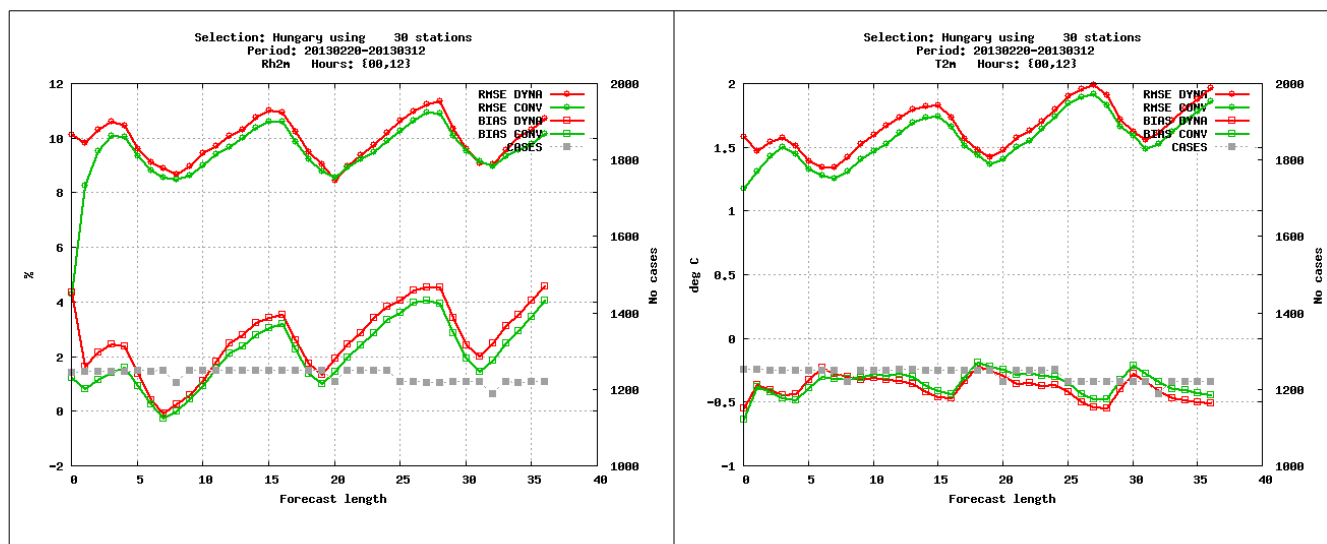 Selection: Hungary using    30 stations
Period: 20130220-20130312
Rh2m   Hours: {00,12}
RMSE DYNA
RMSE CONV
BIAS DYNA
BIAS CONV
CASES
%
12
10
8
6
4
2
0
-2
2000
1800
1600
1400
1200
1000
No cases
0 5 10 15 20 25 30 35 40
Forecast length
Selection: Hungary using    30 stations
Period: 20130220-20130312
T2m   Hours: {00,12}
RMSE DYNA
RMSE CONV
BIAS DYNA
BIAS CONV
CASES
deg C
2
1.5
1
0.5
0
-0.5
-1
2000
1800
1600
1400
1200
1000
No cases
0 5 10 15 20 25 30 35 40
Forecast length